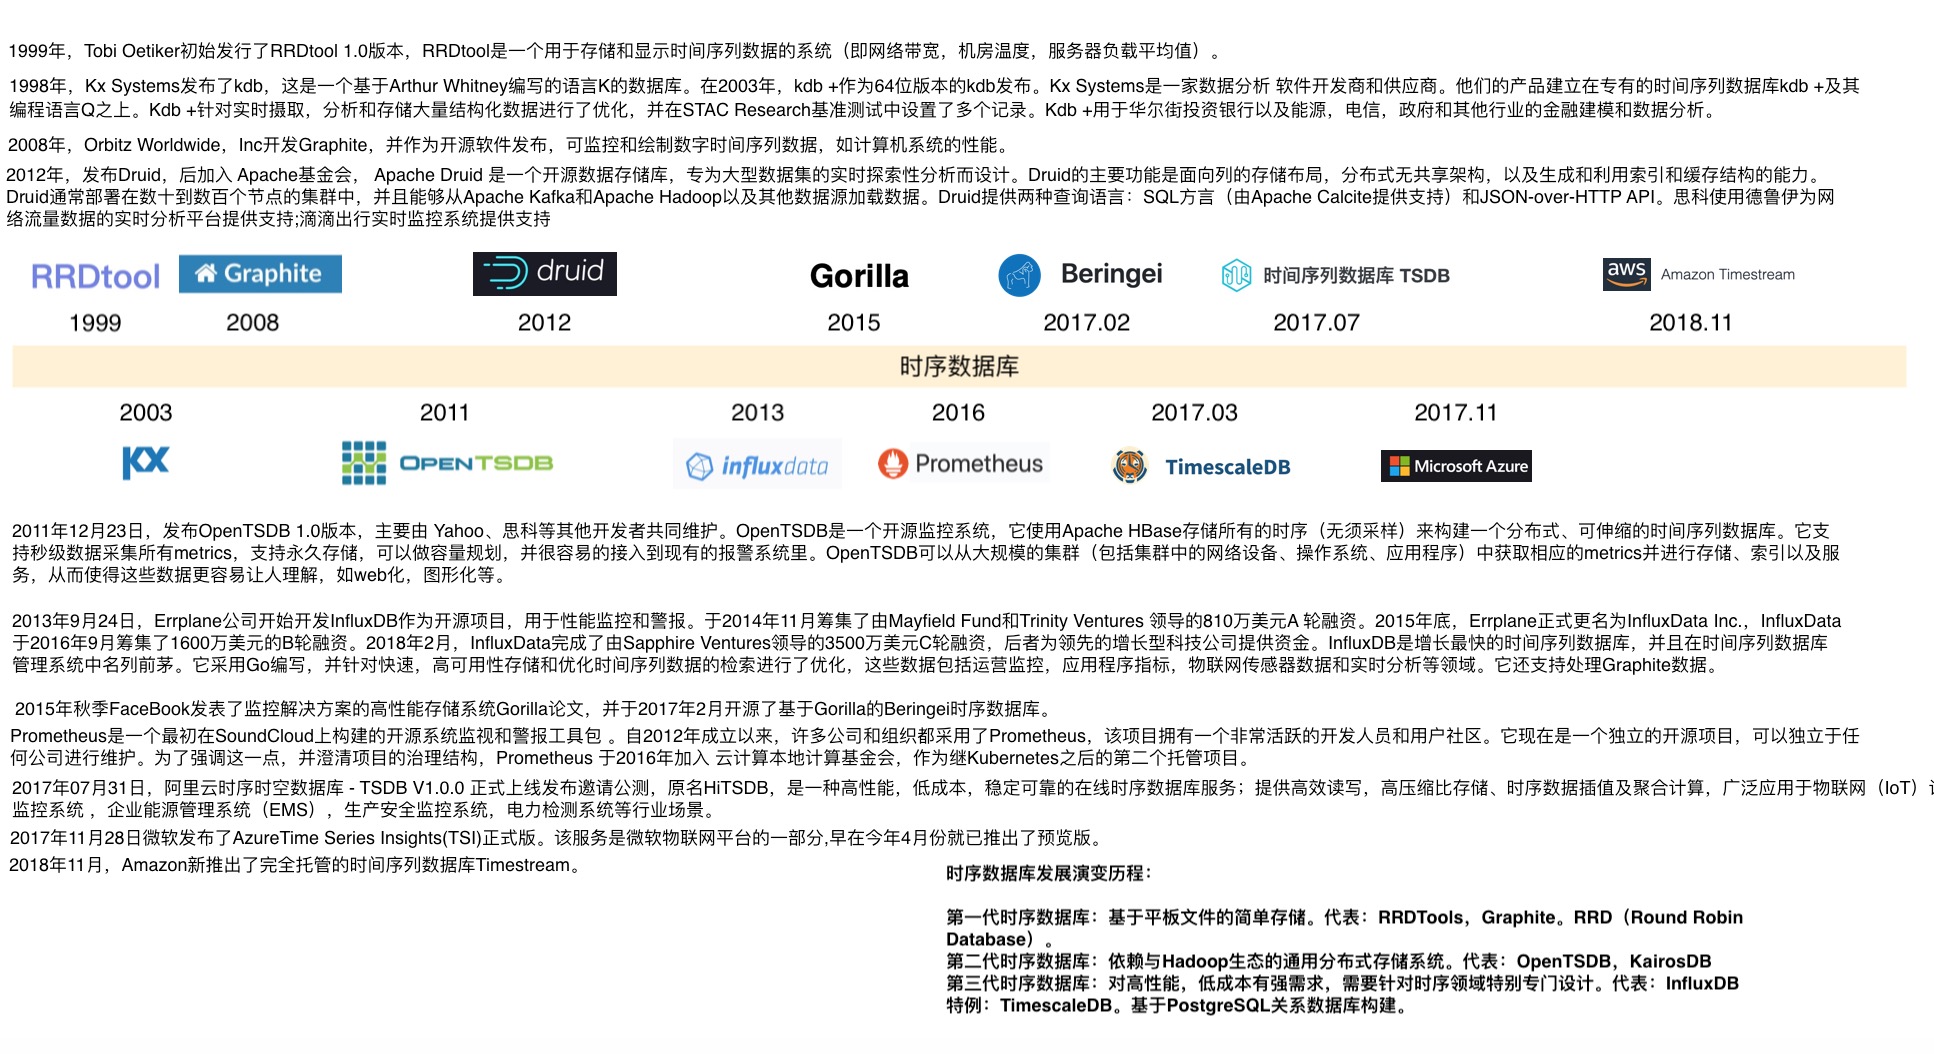 1999年，Tobi Oetiker初始发行了RRDtool 1.0版本，RRDtool是一个用于存储和显示时间序列数据的系统（即网络带宽，机房温度，服务器负载平均值）。
1998年，Kx Systems发布了kdb，这是一个基于Arthur Whitney编写的语言K的数据库。在2003年，kdb +作为64位版本的kdb发布。Kx Systems是一家数据分析 软件开发商和供应商。他们的产品建立在专有的时间序列数据库kdb +及其
编程语言Q之上。Kdb +针对实时摄取，分析和存储大量结构化数据进行了优化，并在STAC Research基准测试中设置了多个记录。Kdb +用于华尔街投资银行以及能源，电信，政府和其他行业的金融建模和数据分析。
2008年，Orbitz Worldwide，Inc开发Graphite，并作为开源软件发布，可监控和绘制数字时间序列数据，如计算机系统的性能。
2012年，发布Druid，后加入 Apache基金会， Apache Druid 是一个开源数据存储库，专为大型数据集的实时探索性分析而设计。Druid的主要功能是面向列的存储布局，分布式无共享架构，以及生成和利用索引和缓存结构的能力。
Druid通常部署在数十到数百个节点的集群中，并且能够从Apache Kafka和Apache Hadoop以及其他数据源加载数据。Druid提供两种查询语言：SQL方言（由Apache Calcite提供支持）和JSON-over-HTTP API。思科使用德鲁伊为网
络流量数据的实时分析平台提供支持;滴滴出行实时监控系统提供支持
RRDtool Graphite druid Gorilla Beringei 时间序列数据库 TSDB aws Amazon Timestream
1999 2008 2012 2015 2017.02 2017.07 2018.11
时序数据库
2003 2011 2013 2016 2017.03 2017.11
KX OPENTSDB influxdata Prometheus TimescaleDB Microsoft Azure
2011年12月23日，发布OpenTSDB 1.0版本，主要由 Yahoo、思科等其他开发者共同维护。OpenTSDB是一个开源监控系统，它使用Apache HBase存储所有的时序（无须采样）来构建一个分布式、可伸缩的时间序列数据库。它支
持秒级数据采集所有metrics，支持永久存储，可以做容量规划，并很容易的接入到现有的报警系统里。OpenTSDB可以从大规模的集群（包括集群中的网络设备、操作系统、应用程序）中获取相应的metrics并进行存储、索引以及服
务，从而使得这些数据更容易让人理解，如web化，图形化等。
2013年9月24日，Errplane公司开始开发InfluxDB作为开源项目，用于性能监控和警报。于2014年11月筹集了由Mayfield Fund和Trinity Ventures 领导的810万美元A 轮融资。2015年底，Errplane正式更名为InfluxData Inc.，InfluxData
于2016年9月筹集了1600万美元的B轮融资。2018年2月，InfluxData完成了由Sapphire Ventures领导的3500万美元C轮融资，后者为领先的增长型科技公司提供资金。InfluxDB是增长最快的时间序列数据库，并且在时间序列数据库
管理系统中名列前茅。它采用Go编写，并针对快速，高可用性存储和优化时间序列数据的检索进行了优化，这些数据包括运营监控，应用程序指标，物联网传感器数据和实时分析等领域。它还支持处理Graphite数据。
2015年秋季FaceBook发表了监控解决方案的高性能存储系统Gorilla论文，并于2017年2月开源了基于Gorilla的Beringei时序数据库。
Prometheus是一个最初在SoundCloud上构建的开源系统监视和警报工具包 。自2012年成立以来，许多公司和组织都采用了Prometheus，该项目拥有一个非常活跃的开发人员和用户社区。它现在是一个独立的开源项目，可以独立于任
何公司进行维护。为了强调这一点，并澄清项目的治理结构，Prometheus 于2016年加入 云计算本地计算基金会，作为继Kubernetes之后的第二个托管项目。
2017年07月31日，阿里云时序时空数据库 - TSDB V1.0.0 正式上线发布邀请公测，原名HiTSDB，是一种高性能，低成本，稳定可靠的在线时序数据库服务；提供高效读写，高压缩比存储、时序数据插值及聚合计算，广泛应用于物联网（IoT）
监控系统 ，企业能源管理系统（EMS），生产安全监控系统，电力检测系统等行业场景。
2017年11月28日微软发布了AzureTime Series Insights(TSI)正式版。该服务是微软物联网平台的一部分,早在今年4月份就已推出了预览版。
2018年11月，Amazon新推出了完全托管的时间序列数据库Timestream。
时序数据库发展演变历程：
第一代时序数据库：基于平板文件的简单存储。代表：RRDTools，Graphite。RRD（Round Robin
Database）。
第二代时序数据库：依赖与Hadoop生态的通用分布式存储系统。代表：OpenTSDB，KairosDB
第三代时序数据库：对高性能，低成本有强需求，需要针对时序领域特别专门设计。代表：InfluxDB
特例：TimescaleDB。基于PostgreSQL关系数据库构建。